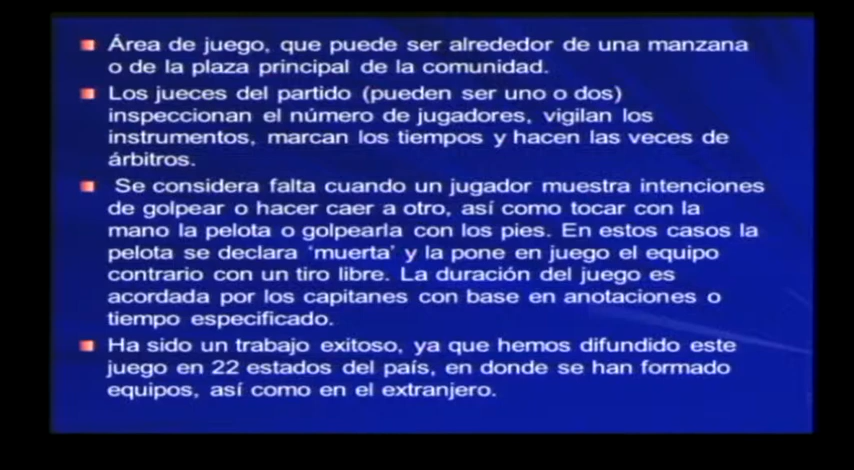 Área de juego, que puede ser alrededor de una manzana
o de la plaza principal de la comunidad.
Los jueces del partido (pueden ser uno o dos)
inspeccionan el número de jugadores, vigilan los
instrumentos, marcan los tiempos y hacen las veces de
árbitros.
Se considera falta cuando un jugador muestra intenciones
de golpear o hacer caer a otro, así como tocar con la
mano la pelota o golpearla con los pies. En estos casos la
pelota se declara ‘muerta’ y la pone en juego el equipo
contrario con un tiro libre. La duración del juego es
acordada por los capitanes con base en anotaciones o
tiempo especificado.
Ha sido un trabajo exitoso, ya que hemos difundido este
juego en 22 estados del país, en donde se han formado
equipos, así como en el extranjero.